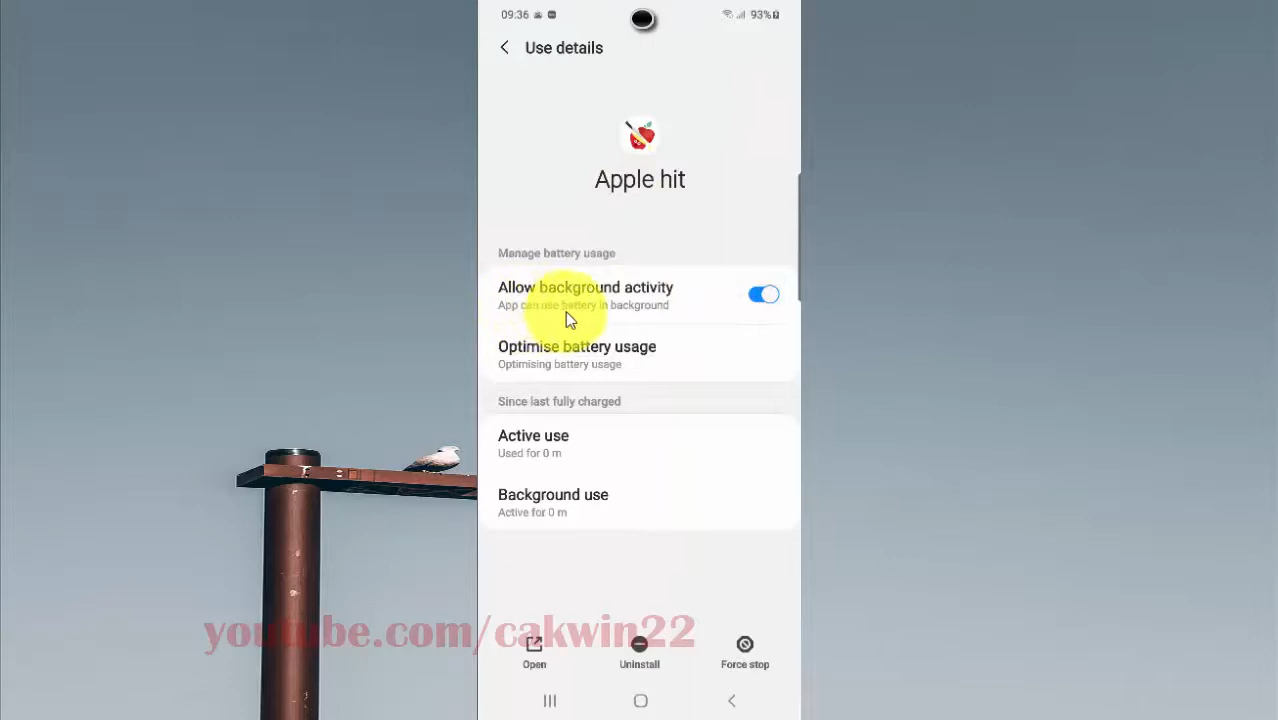 09:36
93%
Use details
Apple hit
Manage battery usage
Allow background activity
App can use battery in background
Optimise battery usage
Optimising battery usage
Since last fully charged
Active use
Used for 0 m
Background use
Active for 0 m
youtube.com/cakwin22
Open
Uninstall
Force stop